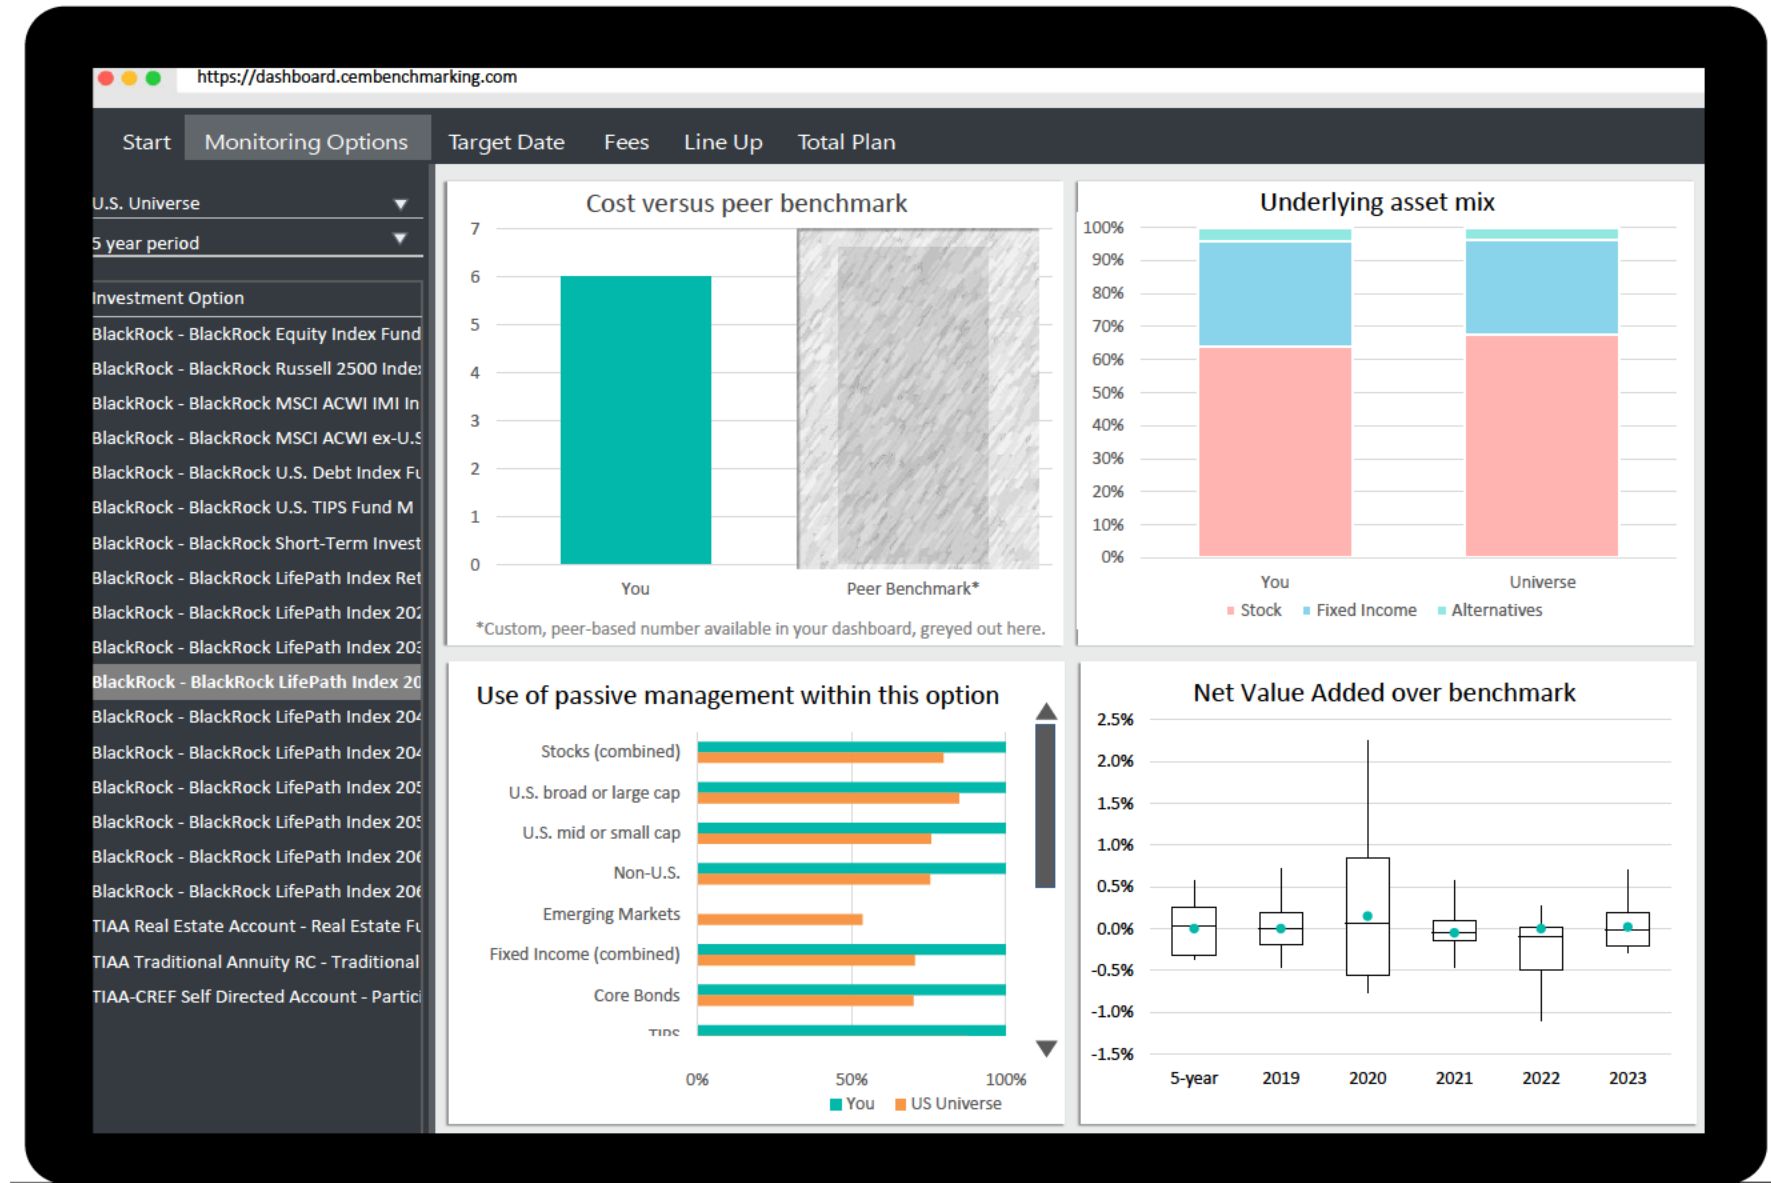 https://dashboard.cembenchmarking.com
Start Monitoring Options Target Date Fees Line Up Total Plan
U.S. Universe
5 year period
Investment Option
BlackRock - BlackRock Equity Index Fund
BlackRock - BlackRock Russell 2500 Index
BlackRock - BlackRock MSCI ACWI IMI In
BlackRock - BlackRock MSCI ACWI ex-U.S
BlackRock - BlackRock U.S. Debt Index Fu
BlackRock - BlackRock U.S. TIPS Fund M
BlackRock - BlackRock Short-Term Invest
BlackRock - BlackRock LifePath Index Ret
BlackRock - BlackRock LifePath Index 202
BlackRock - BlackRock LifePath Index 203
BlackRock - BlackRock LifePath Index 20
BlackRock - BlackRock LifePath Index 204
BlackRock - BlackRock LifePath Index 204
BlackRock - BlackRock LifePath Index 205
BlackRock - BlackRock LifePath Index 205
BlackRock - BlackRock LifePath Index 206
BlackRock - BlackRock LifePath Index 206
TIAA Real Estate Account - Real Estate Fu
TIAA Traditional Annuity RC - Traditional
TIAA-CREF Self Directed Account - Partici
Cost versus peer benchmark
7
6
5
4
3
2
1
0
You Peer Benchmark*
*Custom, peer-based number available in your dashboard, greyed out here.
Underlying asset mix
100%
90%
80%
70%
60%
50%
40%
30%
20%
10%
0%
You Universe
Stock Fixed Income Alternatives
Use of passive management within this option
Stocks (combined)
U.S. broad or large cap
U.S. mid or small cap
Non-U.S.
Emerging Markets
Fixed Income (combined)
Core Bonds
TIPS
0% 50% 100%
You US Universe
Net Value Added over benchmark
2.5%
2.0%
1.5%
1.0%
0.5%
0.0%
-0.5%
-1.0%
-1.5%
5-year 2019 2020 2021 2022 2023